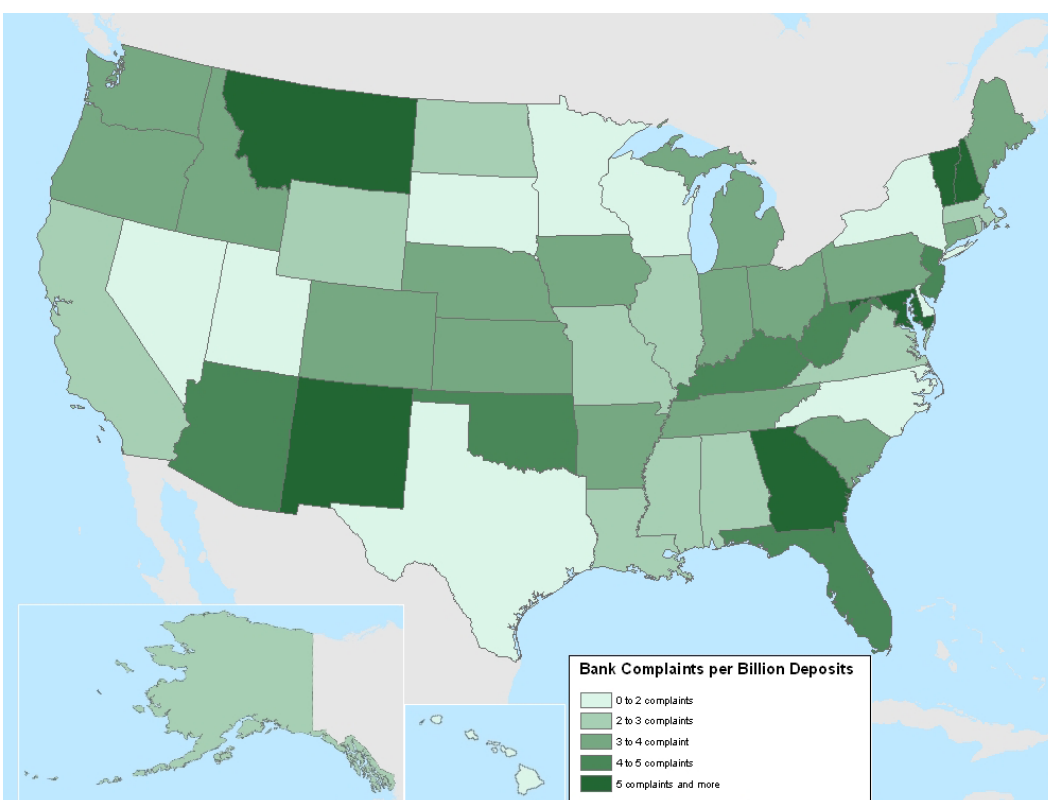 Bank Complaints per Billion Deposits
0 to 2 complaints
2 to 3 complaints
3 to 4 complaint
4 to 5 complaints
5 complaints and more